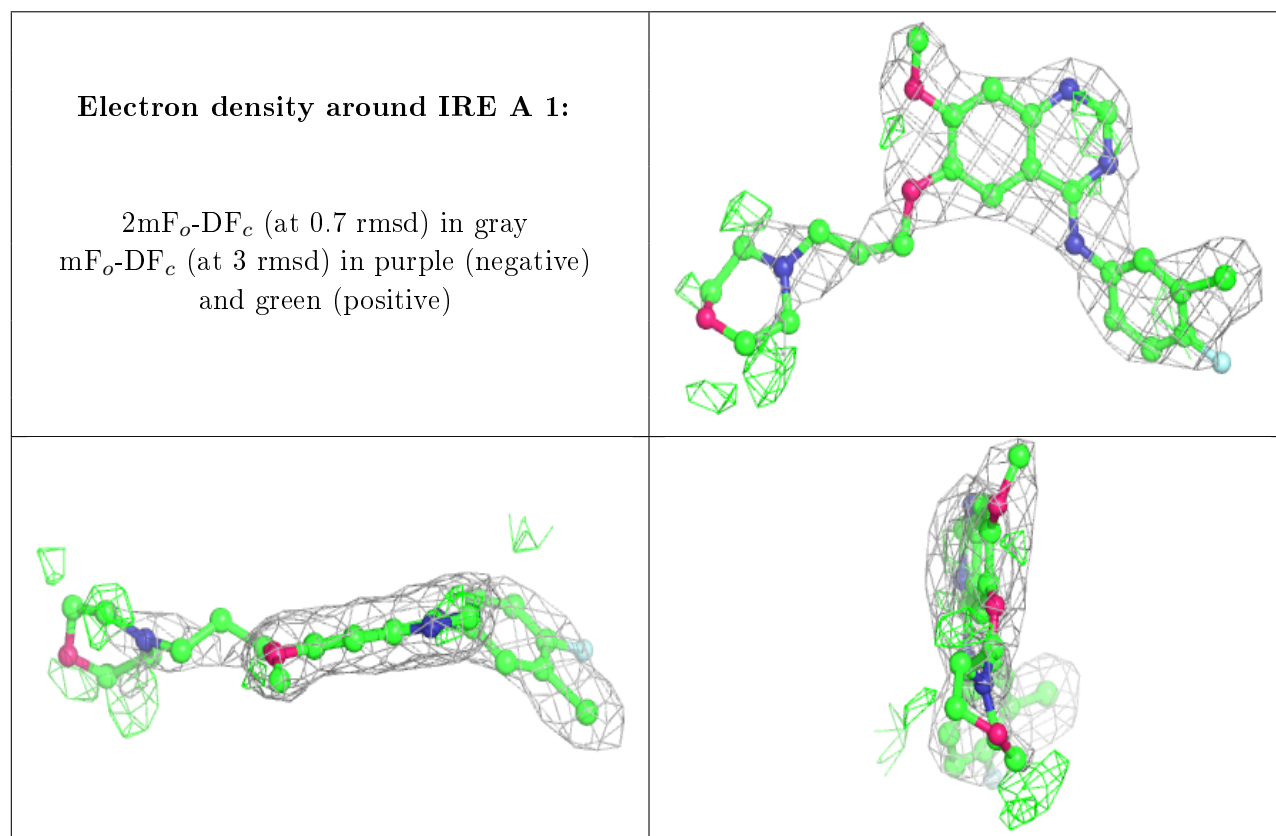 Electron density around IRE A 1:
2mFo-DFc (at 0.7 rmsd) in gray
mFo-DFc (at 3 rmsd) in purple (negative)
and green (positive)